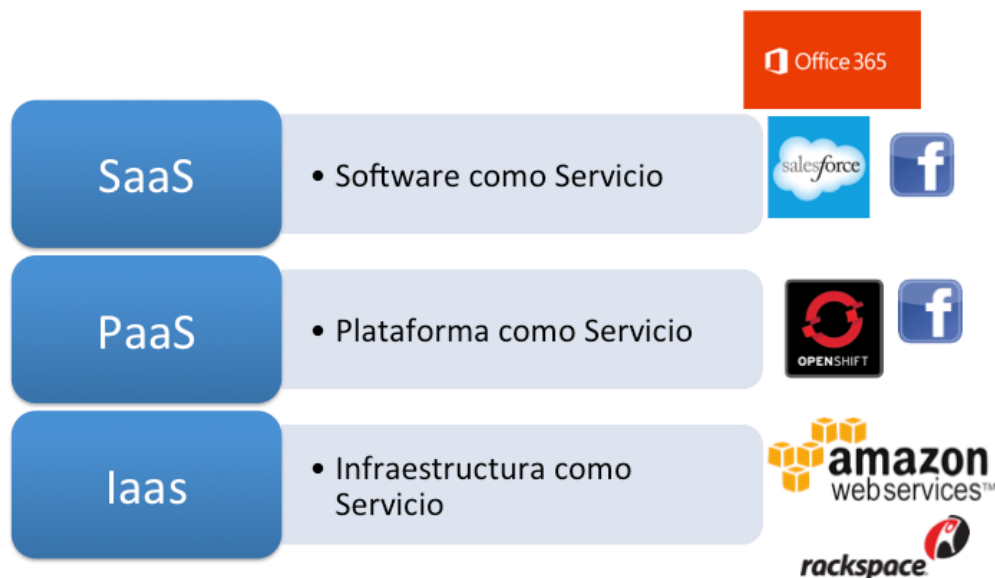 Office 365
SaaS
• Software como Servicio
salesforce
f
PaaS
• Plataforma como Servicio
OPENSHIFT
f
Iaas
• Infraestructura como
Servicio
amazon
webservices™
rackspace